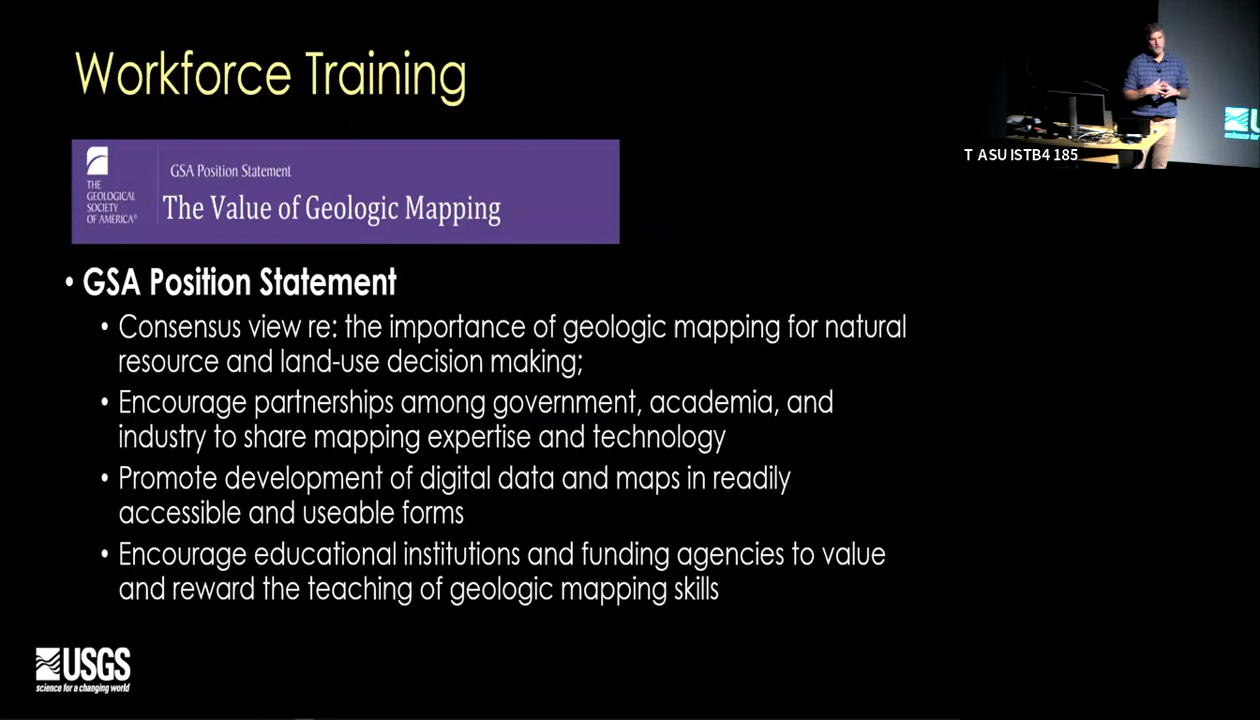 Workforce Training
THE
GEOLOGICAL
SOCIETY
OF AMERICA®
GSA Position Statement
The Value of Geologic Mapping
• GSA Position Statement
• Consensus view re: the importance of geologic mapping for natural
resource and land-use decision making;
• Encourage partnerships among government, academia, and
industry to share mapping expertise and technology
• Promote development of digital data and maps in readily
accessible and useable forms
• Encourage educational institutions and funding agencies to value
and reward the teaching of geologic mapping skills
USGS
science for a changing world
T ASU ISTB4 185
science for